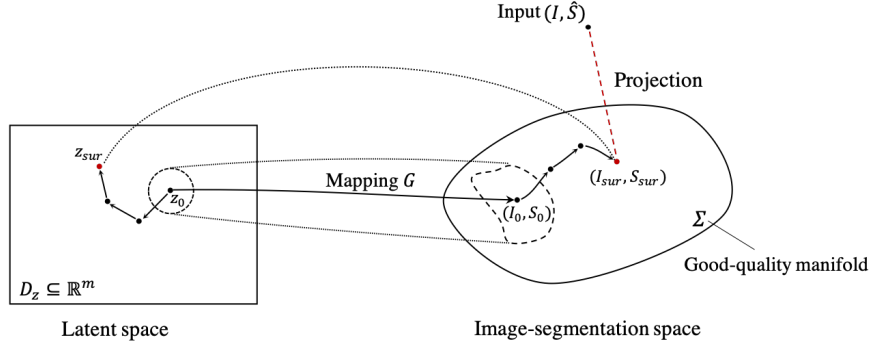 Input (I, Ŝ)
Projection
z_sur
z_0
Mapping G
(I_0, S_0)
(I_sur, S_sur)
Σ
Good-quality manifold
D_z ⊆ ℝ^m
Latent space
Image-segmentation space